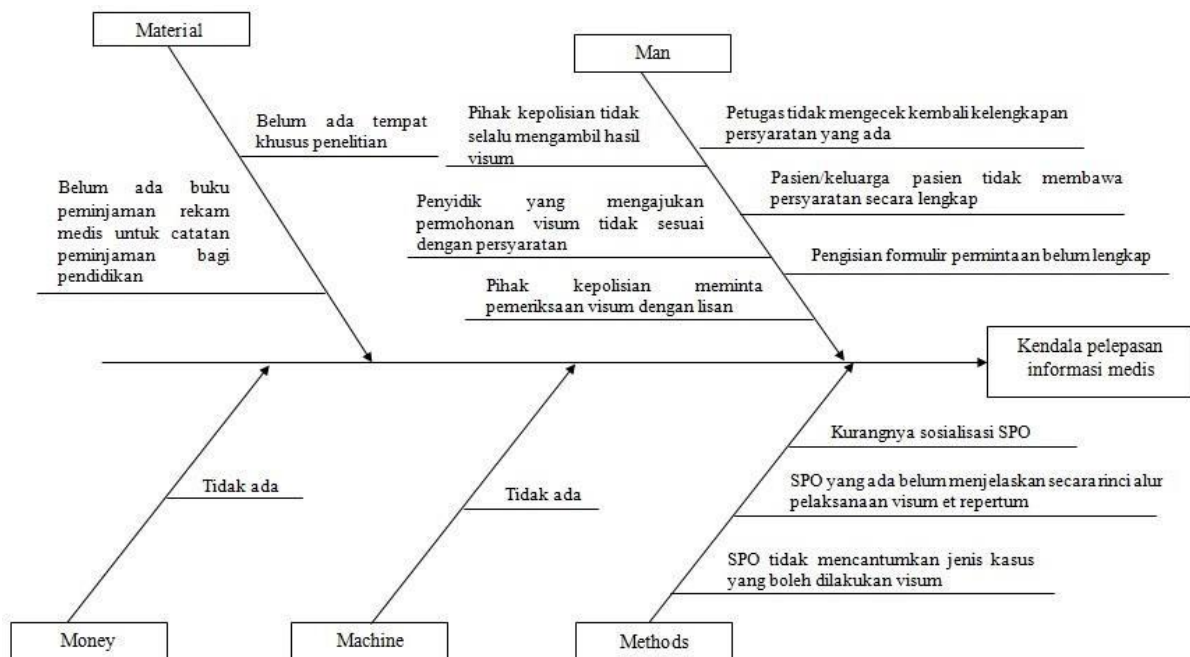 Material
Man
Belum ada tempat
khusus penelitian
Belum ada buku
peminjaman rekam
medis untuk catatan
peminjaman bagi
pendidikan
Pihak kepolisian tidak
selalu mengambil hasil
visum
Penyidik yang mengajukan
permohonan visum tidak sesuai
dengan persyaratan
Pihak kepolisian meminta
pemeriksaan visum dengan lisan
Petugas tidak mengecek kembali kelengkapan
persyaratan yang ada
Pasien/keluarga pasien tidak membawa
persyaratan secara lengkap
Pengisian formulir permintaan belum lengkap
Kendala pelepasan
informasi medis
Tidak ada
Tidak ada
Kurangnya sosialisasi SPO
SPO yang ada belum menjelaskan secara rinci alur
pelaksanaan visum et repertum
SPO tidak mencantumkan jenis kasus
yang boleh dilakukan visum
Money
Machine
Methods